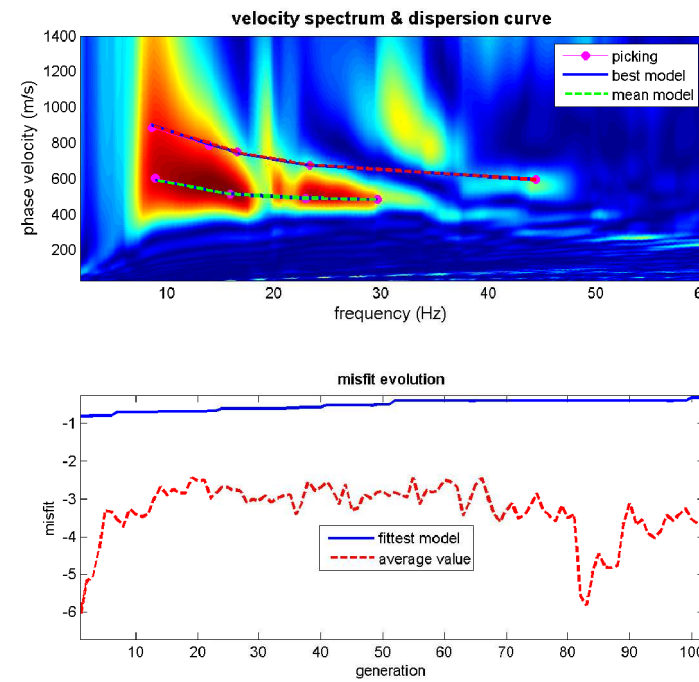 velocity spectrum & dispersion curve
1400
1200
1000
800
600
400
200
phase velocity (m/s)
picking
best model
mean model
10 20 30 40 50 6
frequency (Hz)
misfit evolution
-1
-2
-3
-4
-5
-6
misfit
fittest model
average value
10 20 30 40 50 60 70 80 90 100
generation